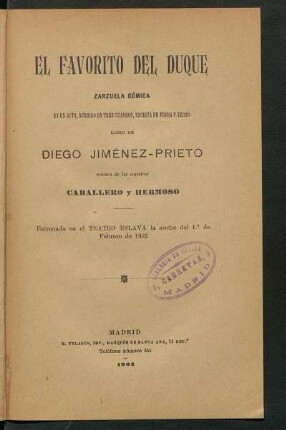 EL FAVORITO DEL DUQUE
ZARZUELA CÓMICA
EN UN ACTO, DIVIDIDO EN TRES CUADROS, ESCRITA EN PROSA Y VERSO
LIBRO DE
DIEGO JIMÉNEZ-PRIETO
música de los maestros
CABALLERO y HERMOSO
Estrenada en el TEATRO ESLAVA la noche del 1.º de
Febrero de 1902
MADRID
MADRID
R. VELASCO, IMP., MARQUÉS DE SANTA ANA, 11 DUP.º
Teléfono número 551
1902